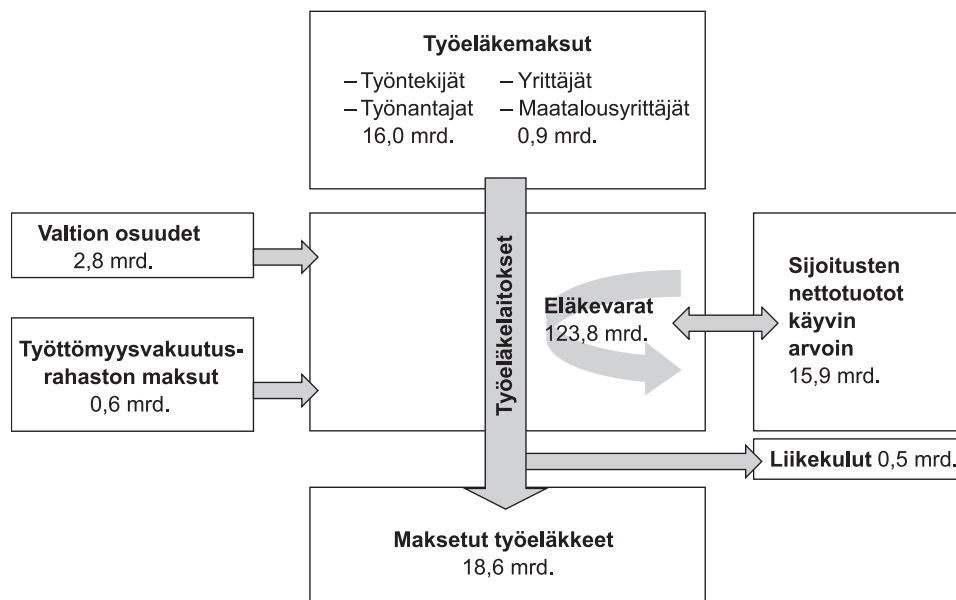 Työeläkemaksut
– Työntekijät
– Työnantajat
16,0 mrd.
– Yrittäjät
– Maatalousyrittäjät
0,9 mrd.
Valtion osuudet
2,8 mrd.
Työttömyysvakuutus-
rahaston maksut
0,6 mrd.
Työeläkelaitokset
Eläkevarat
123,8 mrd.
Sijoitusten
nettotuotot
käyvin
arvoin
15,9 mrd.
Liikekulut 0,5 mrd.
Maksetut työeläkkeet
18,6 mrd.